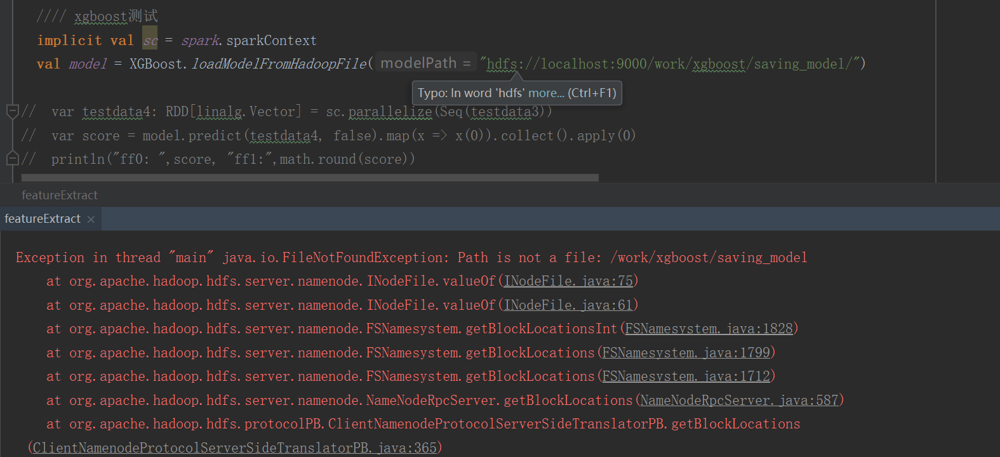 //// xgboost测试
implicit val sc = spark.sparkContext
val model = XGBoost.loadModelFromHadoopFile( modelPath = "hdfs://localhost:9000/work/xgboost/saving_model/")
Typo: In word 'hdfs' more... (Ctrl+F1)
//  var testdata4: RDD[linalg.Vector] = sc.parallelize(Seq(testdata3))
//  var score = model.predict(testdata4, false).map(x => x(0)).collect().apply(0)
//  println("ff0: ",score, "ff1:",math.round(score))
featureExtract
featureExtract ×
Exception in thread "main" java.io.FileNotFoundException: Path is not a file: /work/xgboost/saving_model
at org.apache.hadoop.hdfs.server.namenode.INodeFile.valueOf(INodeFile.java:75)
at org.apache.hadoop.hdfs.server.namenode.INodeFile.valueOf(INodeFile.java:61)
at org.apache.hadoop.hdfs.server.namenode.FSNamesystem.getBlockLocationsInt(FSNamesystem.java:1828)
at org.apache.hadoop.hdfs.server.namenode.FSNamesystem.getBlockLocations(FSNamesystem.java:1799)
at org.apache.hadoop.hdfs.server.namenode.FSNamesystem.getBlockLocations(FSNamesystem.java:1712)
at org.apache.hadoop.hdfs.server.namenode.NameNodeRpcServer.getBlockLocations(NameNodeRpcServer.java:587)
at org.apache.hadoop.hdfs.protocolPB.ClientNamenodeProtocolServerSideTranslatorPB.getBlockLocations
(ClientNamenodeProtocolServerSideTranslatorPB.java:365)